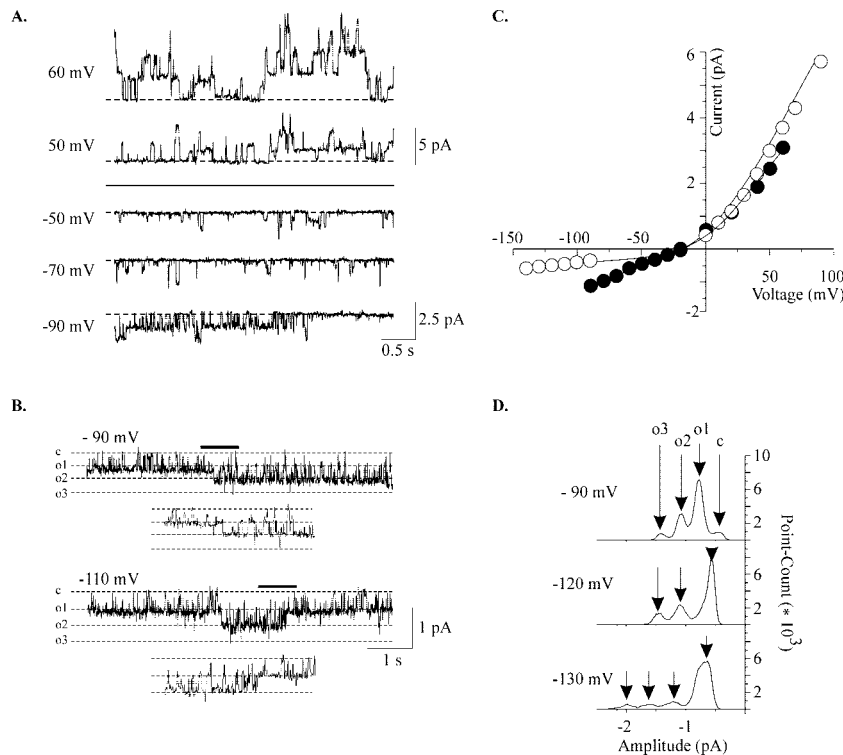 A.
60 mV
50 mV
5 pA
-50 mV
-70 mV
-90 mV
2.5 pA
0.5 s
B.
- 90 mV
c
o1
o2
o3
-110 mV
c
o1
o2
o3
1 pA
1 s
C.
6
4
2
-2
Current (pA)
-150
-100
-50
50
100
Voltage (mV)
D.
o3
o2
o1
c
- 90 mV
10
8
6
4
2
-120 mV
8
6
4
2
-130 mV
8
6
4
2
Point-Count (* 10³)
-2
-1
Amplitude (pA)